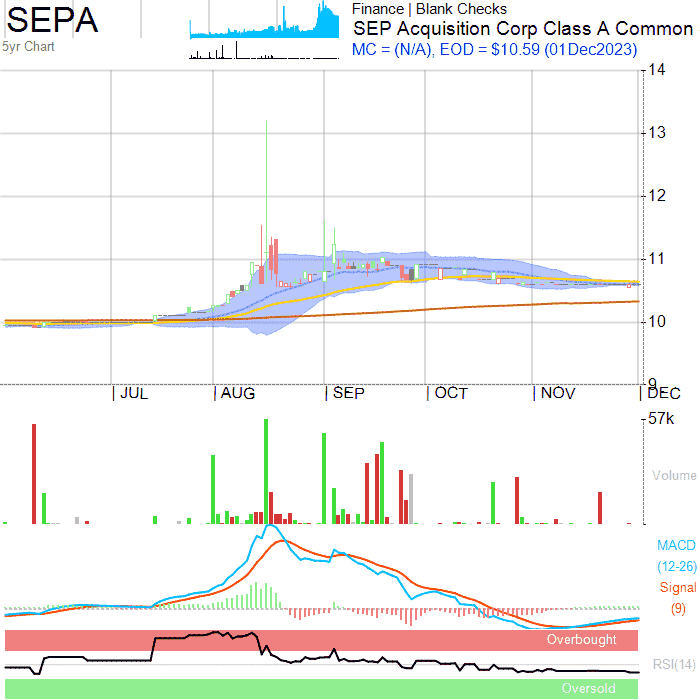 SEPA
5yr Chart
Finance | Blank Checks
SEP Acquisition Corp Class A Common
MC = (N/A), EOD = $10.59 (01Dec2023)
14
13
12
11
10
9
JUL AUG SEP OCT NOV DEC
57k
Volume
MACD
(12-26)
Signal
(9)
Overbought
RSI(14)
Oversold